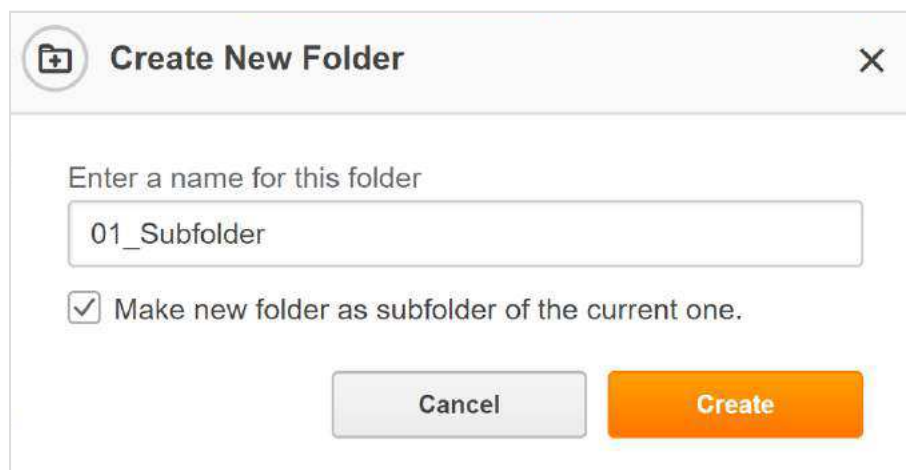 Create New Folder
Enter a name for this folder
01_Subfolder
Make new folder as subfolder of the current one.
Cancel
Create